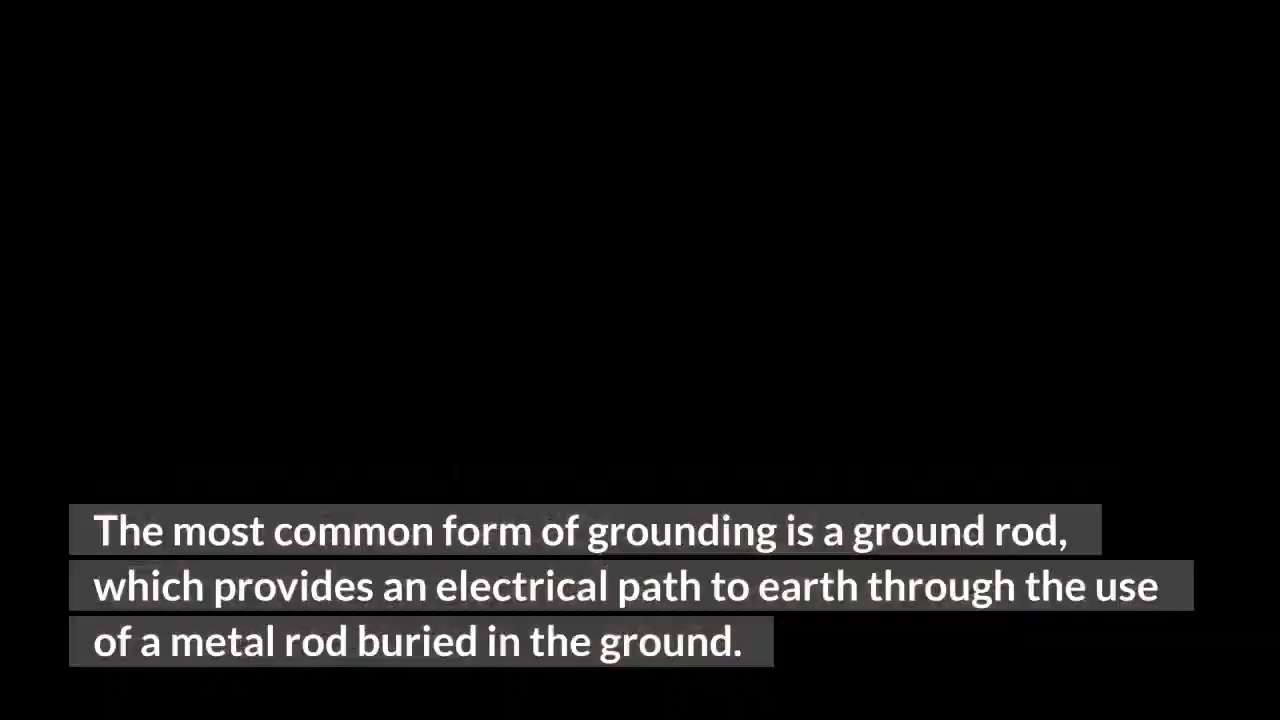 The most common form of grounding is a ground rod,
which provides an electrical path to earth through the use
of a metal rod buried in the ground.